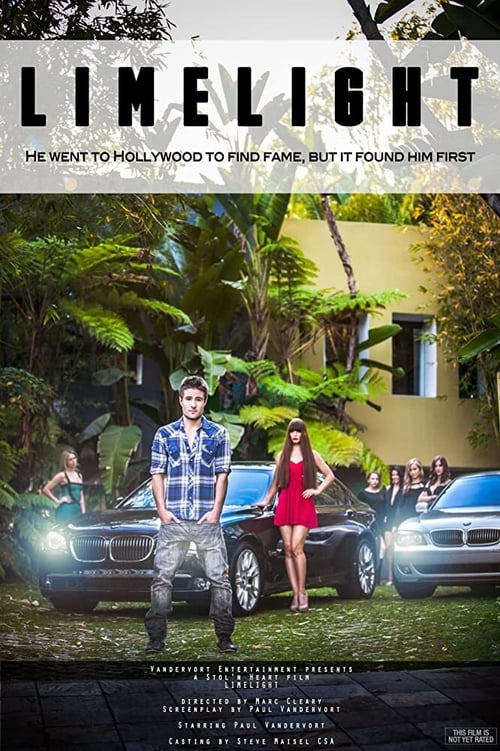 LIMELIGHT
HE WENT TO HOLLYWOOD TO FIND FAME, BUT IT FOUND HIM FIRST
VANDERVORT ENTERTAINMENT PRESENTS
A STOL'N HEART FILM
LIMELIGHT
DIRECTED BY MARC CLEARY
SCREENPLAY BY PAUL VANDERVORT
STARRING PAUL VANDERVORT
CASTING BY STEVE MAISEL CSA
THIS FILM IS
NOT YET RATED